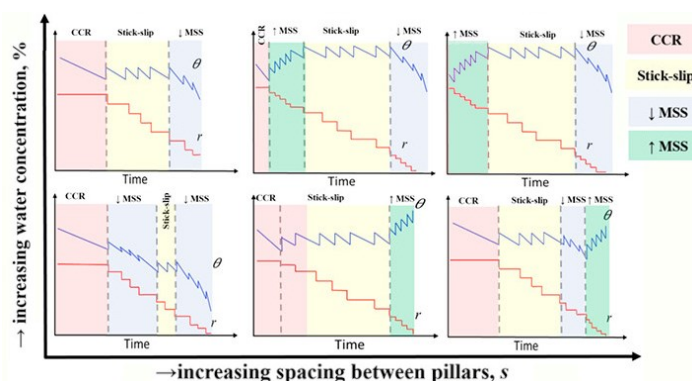 → increasing water concentration, %
CCR Stick-slip ↓ MSS
θ
r
Time
CCR ↑ MSS Stick-slip ↓ MSS
θ
r
Time
↑ MSS Stick-slip ↓ MSS
θ
r
Time
CCR
Stick-slip
↓ MSS
↑ MSS
CCR ↓ MSS Stick-slip ↓ MSS
θ
r
Time
CCR Stick-slip ↑ MSS
θ
r
Time
CCR Stick-slip ↓ MSS ↑ MSS
θ
r
Time
→increasing spacing between pillars, s